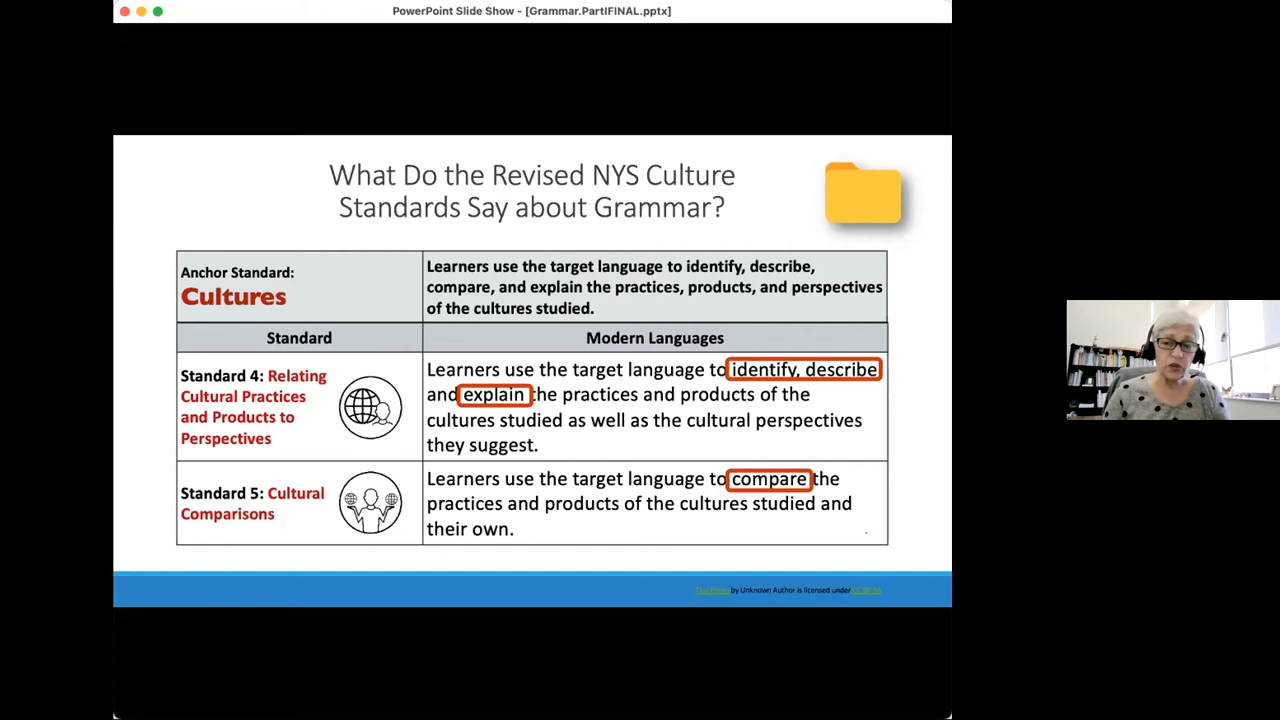 PowerPoint Slide Show - [Grammar.PartIFINAL.pptx]
What Do the Revised NYS Culture
Standards Say about Grammar?
Anchor Standard:
Cultures
Learners use the target language to identify, describe,
compare, and explain the practices, products, and perspectives
of the cultures studied.
Standard
Modern Languages
Standard 4: Relating
Cultural Practices
and Products to
Perspectives
Learners use the target language to identify, describe
and explain the practices and products of the
cultures studied as well as the cultural perspectives
they suggest.
Standard 5: Cultural
Comparisons
Learners use the target language to compare the
practices and products of the cultures studied and
their own.
This Photo by Unknown Author is licensed under CC BY-SA